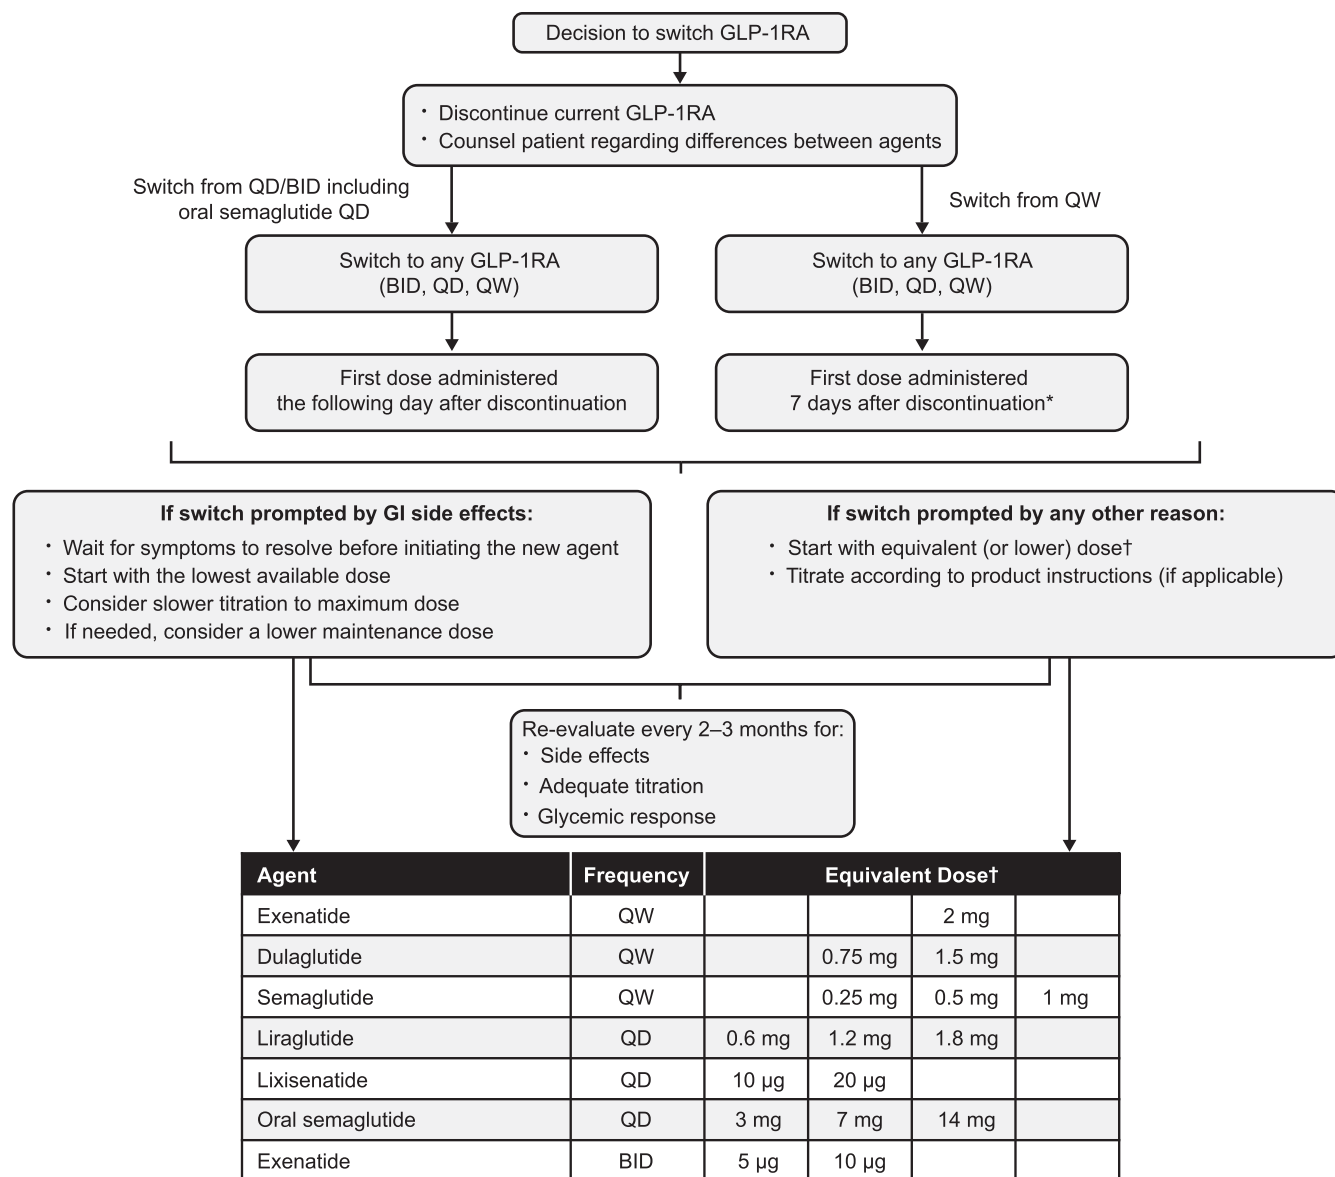 Decision to switch GLP-1RA
· Discontinue current GLP-1RA
· Counsel patient regarding differences between agents
Switch from QD/BID including
oral semaglutide QD
Switch from QW
Switch to any GLP-1RA
(BID, QD, QW)
Switch to any GLP-1RA
(BID, QD, QW)
First dose administered
the following day after discontinuation
First dose administered
7 days after discontinuation*
If switch prompted by GI side effects:
· Wait for symptoms to resolve before initiating the new agent
· Start with the lowest available dose
· Consider slower titration to maximum dose
· If needed, consider a lower maintenance dose
If switch prompted by any other reason:
· Start with equivalent (or lower) dose†
· Titrate according to product instructions (if applicable)
Re-evaluate every 2–3 months for:
· Side effects
· Adequate titration
· Glycemic response
Agent Frequency Equivalent Dose†
Exenatide QW 2 mg
Dulaglutide QW 0.75 mg 1.5 mg
Semaglutide QW 0.25 mg 0.5 mg 1 mg
Liraglutide QD 0.6 mg 1.2 mg 1.8 mg
Lixisenatide QD 10 µg 20 µg
Oral semaglutide QD 3 mg 7 mg 14 mg
Exenatide BID 5 µg 10 µg